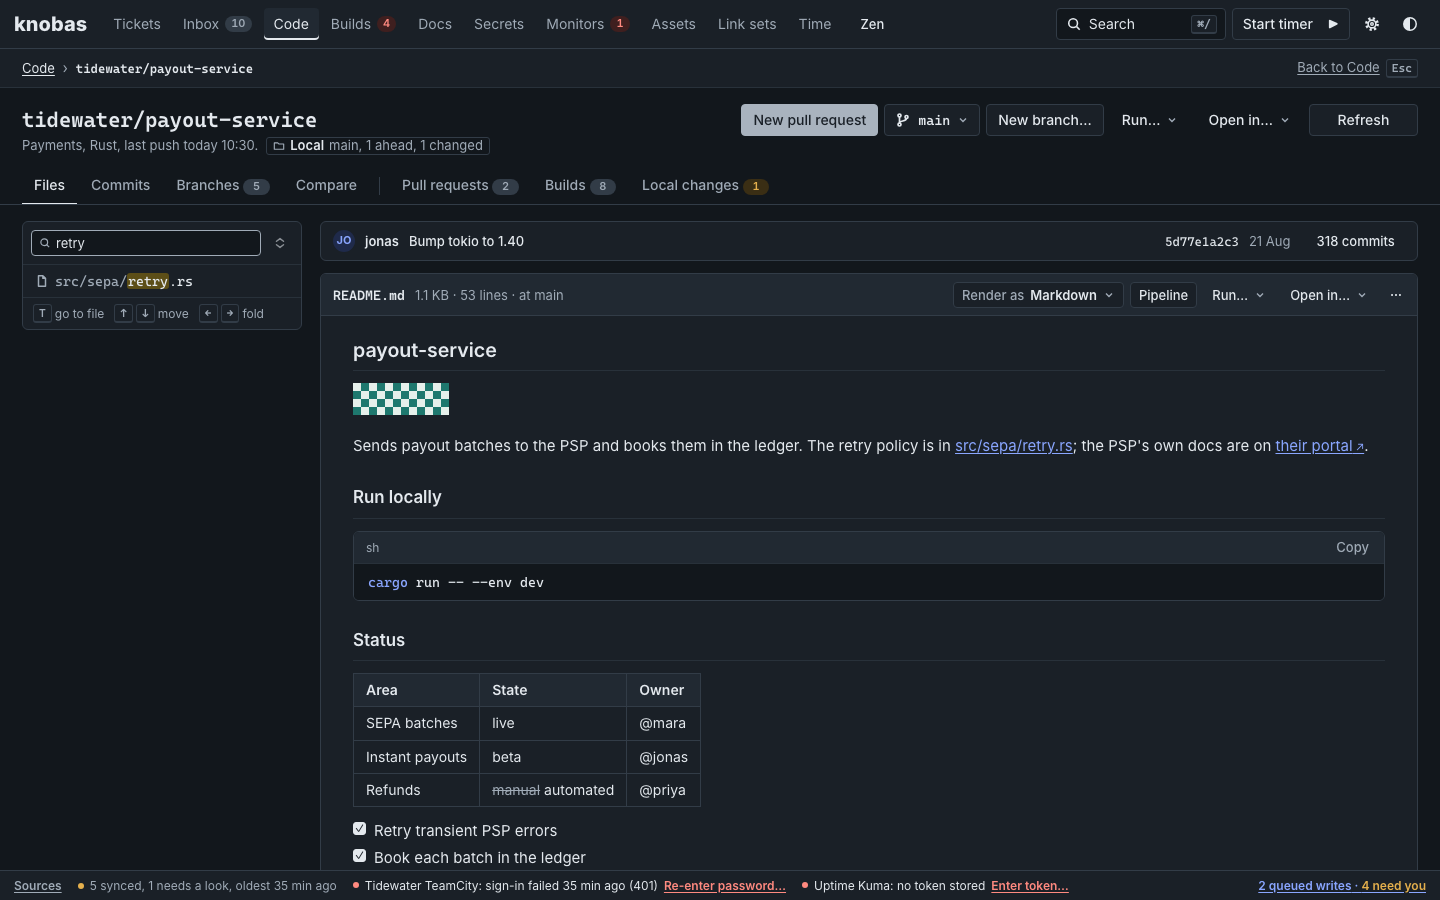 knobas Tickets Inbox 10 Code Builds 4 Docs Secrets Monitors 1 Assets Link sets Time Zen Search ⌘/ Start timer
Code › tidewater/payout-service Back to Code Esc
tidewater/payout-service New pull request main New branch... Run... Open in... Refresh
Payments, Rust, last push today 10:30. Local main, 1 ahead, 1 changed
Files Commits Branches 5 Compare Pull requests 2 Builds 8 Local changes 1
retry
src/sepa/retry.rs
T go to file ↑ ↓ move ← → fold
JO jonas Bump tokio to 1.40 5d77e1a2c3 21 Aug 318 commits
README.md 1.1 KB · 53 lines · at main Render as Markdown Pipeline Run... Open in... ...
payout-service
Sends payout batches to the PSP and books them in the ledger. The retry policy is in src/sepa/retry.rs; the PSP's own docs are on their portal ↗.
Run locally
sh Copy
cargo run -- --env dev
Status
Area State Owner
SEPA batches live @mara
Instant payouts beta @jonas
Refunds manual automated @priya
Retry transient PSP errors
Book each batch in the ledger
Sources 5 synced, 1 needs a look, oldest 35 min ago Tidewater TeamCity: sign-in failed 35 min ago (401) Re-enter password... Uptime Kuma: no token stored Enter token... 2 queued writes · 4 need you